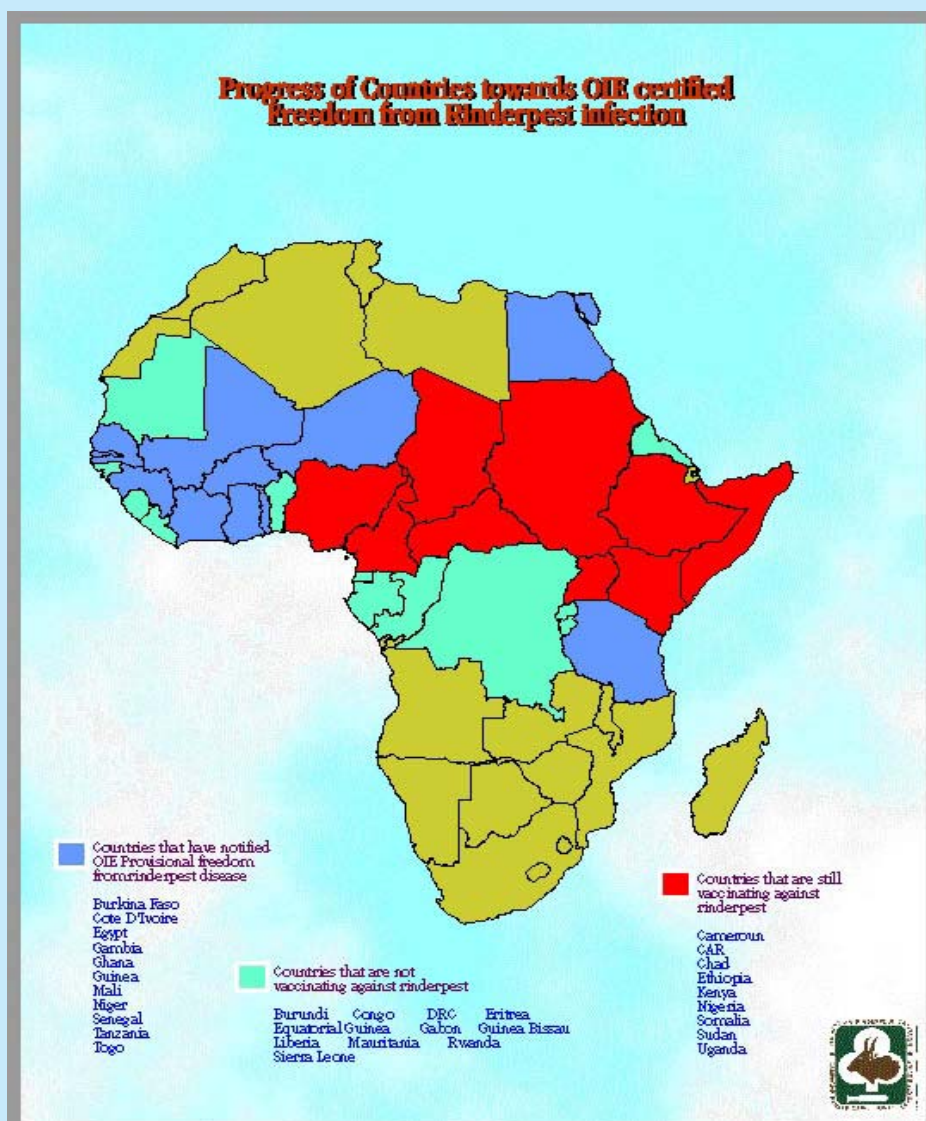 Progress of Countries towards OIE certified
Freedom from Rinderpest infection
Countries that have notified
OIE Provisional freedom
from rinderpest disease
Burkina Faso
Cote D'Ivoire
Egypt
Gambia
Ghana
Guinea
Mali
Niger
Senegal
Tanzania
Togo
Countries that are not
vaccinating against rinderpest
Burundi Congo DRC Eritrea
Equatorial Guinea Gabon Guinea Bissau
Liberia Mauritania Rwanda
Sierra Leone
Countries that are still
vaccinating against
rinderpest
Cameroun
CAR
Chad
Ethiopia
Kenya
Nigeria
Somalia
Sudan
Uganda